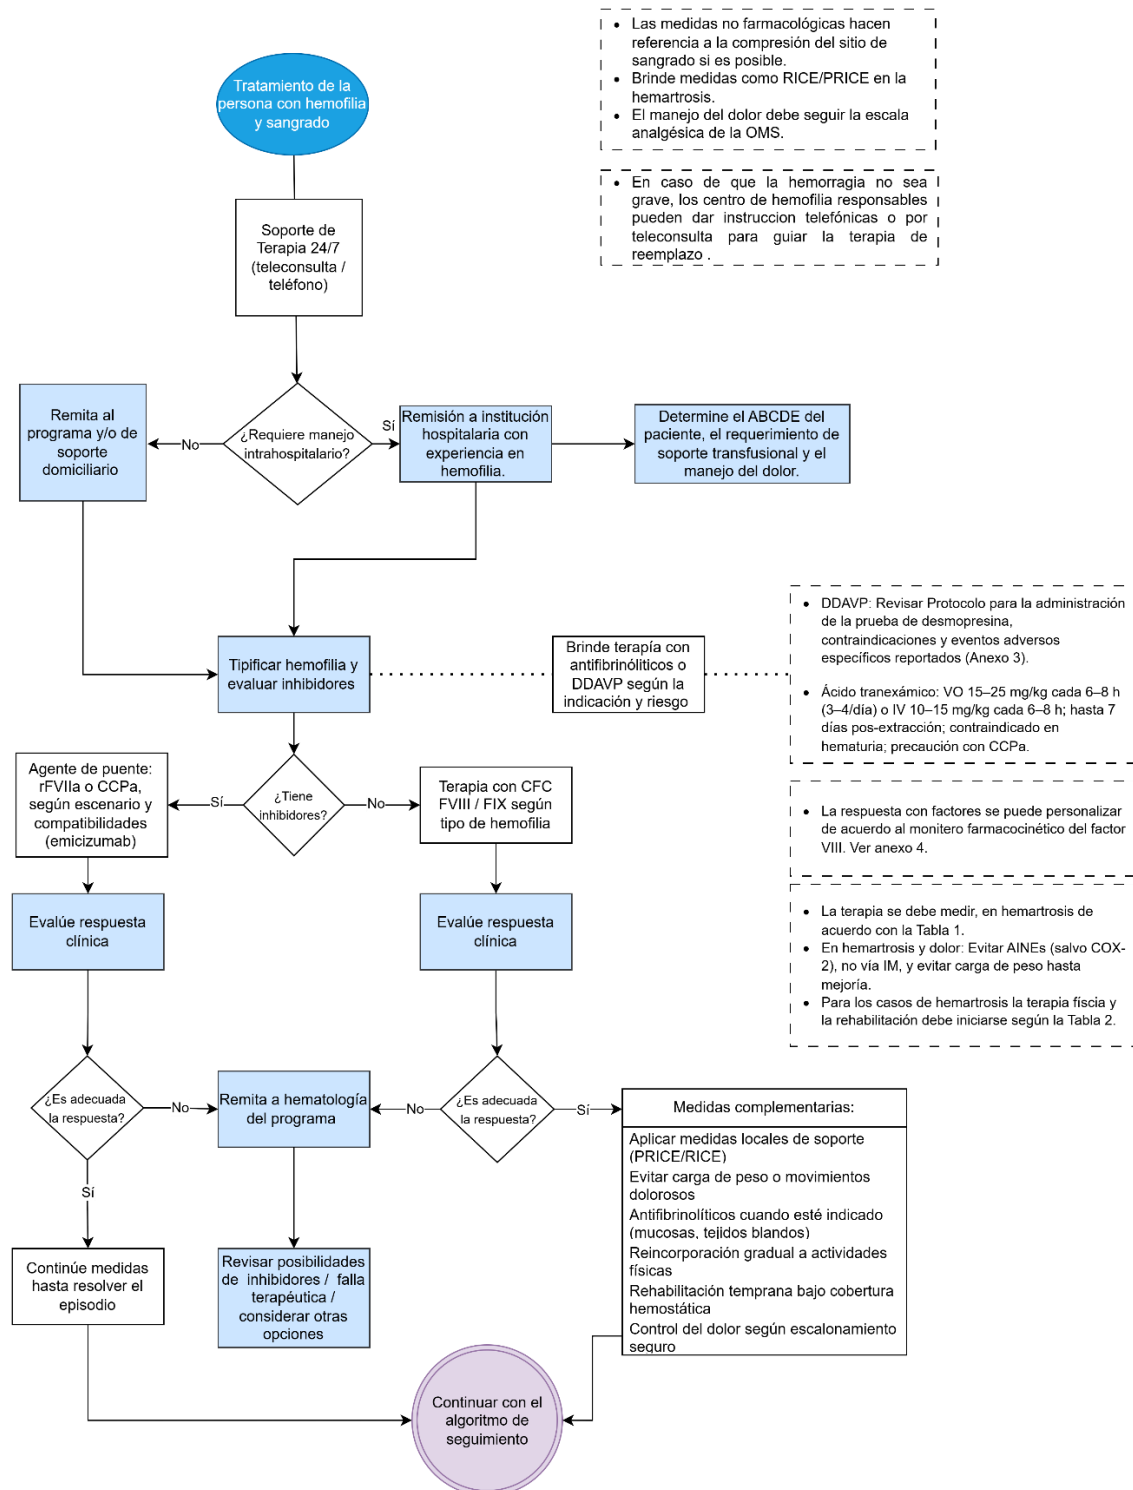 Tratamiento de la
persona con hemofilia
y sangrado
• Las medidas no farmacológicas hacen
referencia a la compresión del sitio de
sangrado si es posible.
• Brinde medidas como RICE/PRICE en la
hemartrosis.
• El manejo del dolor debe seguir la escala
analgésica de la OMS.
• En caso de que la hemorragia no sea
grave, los centro de hemofilia responsables
pueden dar instruccion telefónicas o por
teleconsulta para guiar la terapia de
reemplazo .
Soporte de
Terapia 24/7
(teleconsulta /
teléfono)
Remita al
programa y/o de
soporte
domiciliario
No
¿Requiere manejo
intrahospitalario?
Sí
Remisión a institución
hospitalaria con
experiencia en
hemofilia.
Determine el ABCDE del
paciente, el requerimiento de
soporte transfusional y el
manejo del dolor.
Tipificar hemofilia y
evaluar inhibidores
Brinde terapía con
antifibrinóliticos o
DDAVP según la
indicación y riesgo
• DDAVP: Revisar Protocolo para la administración
de la prueba de desmopresina,
contraindicaciones y eventos adversos
específicos reportados (Anexo 3).
• Ácido tranexámico: VO 15–25 mg/kg cada 6–8 h
(3–4/día) o IV 10–15 mg/kg cada 6–8 h; hasta 7
días pos-extracción; contraindicado en
hematuria; precaución con CCPa.
Agente de puente:
rFVIIa o CCPa,
según escenario y
compatibilidades
(emicizumab)
Sí
¿Tiene
inhibidores?
No
Terapia con CFC
FVIII / FIX según
tipo de hemofilia
• La respuesta con factores se puede personalizar
de acuerdo al monitero farmacocinético del factor
VIII. Ver anexo 4.
Evalúe respuesta
clínica
Evalúe respuesta
clínica
• La terapia se debe medir, en hemartrosis de
acuerdo con la Tabla 1.
• En hemartrosis y dolor: Evitar AINEs (salvo COX-
2), no vía IM, y evitar carga de peso hasta
mejoría.
• Para los casos de hemartrosis la terapia físcia y
la rehabilitación debe iniciarse según la Tabla 2.
¿Es adecuada
la respuesta?
No
Remita a hematología
del programa
No
¿Es adecuada la
respuesta?
Sí
Medidas complementarias:
Aplicar medidas locales de soporte
(PRICE/RICE)
Evitar carga de peso o movimientos
dolorosos
Antifibrinolíticos cuando esté indicado
(mucosas, tejidos blandos)
Reincorporación gradual a actividades
físicas
Rehabilitación temprana bajo cobertura
hemostática
Control del dolor según escalonamiento
seguro
Sí
Continúe medidas
hasta resolver el
episodio
Revisar posibilidades
de inhibidores / falla
terapéutica /
considerar otras
opciones
Continuar con el
algoritmo de
seguimiento